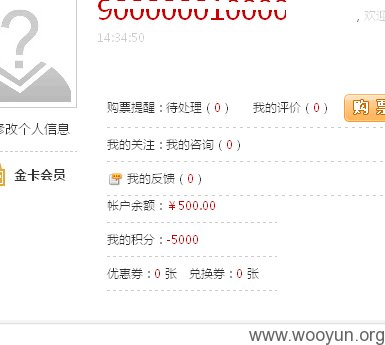 ，欢迎
14:34:50
购票提醒：待处理（0） 我的评价（0） 购 票
修改个人信息
我的关注：我的咨询（0）
金卡会员
我的反馈（0）
帐户余额：￥500.00
我的积分：-5000
优惠券：0 张 兑换券：0 张
www.wooyun.org